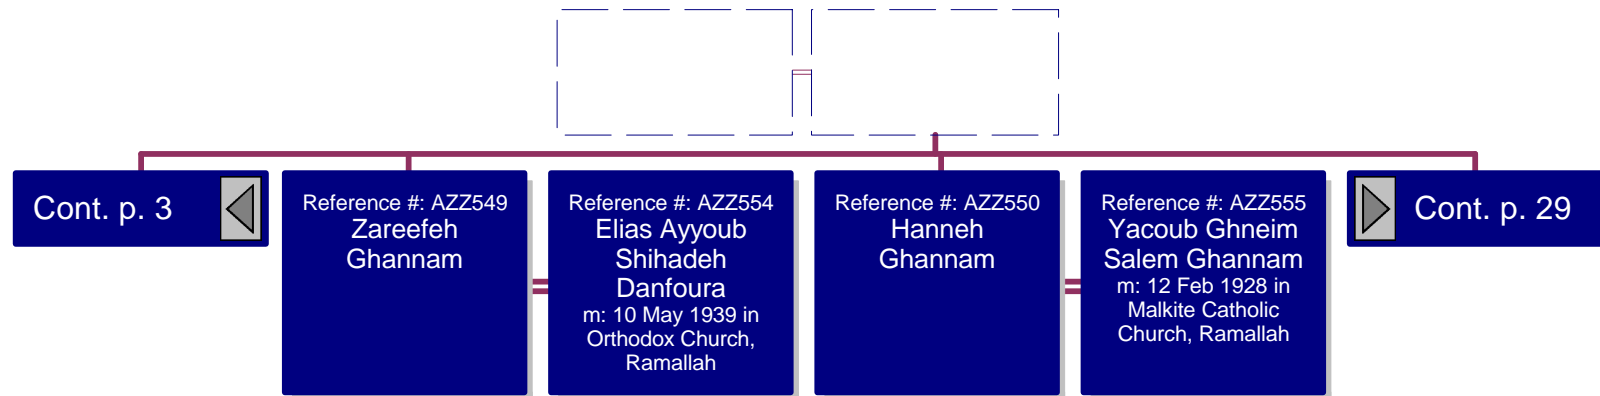 Cont. p. 3
Reference #: AZZ549
Zareefeh
Ghannam
Reference #: AZZ554
Elias Ayyoub
Shihadeh
Danfoura
m: 10 May 1939 in
Orthodox Church,
Ramallah
Reference #: AZZ550
Hanneh
Ghannam
Reference #: AZZ555
Yacoub Ghneim
Salem Ghannam
m: 12 Feb 1928 in
Malkite Catholic
Church, Ramallah
Cont. p. 29